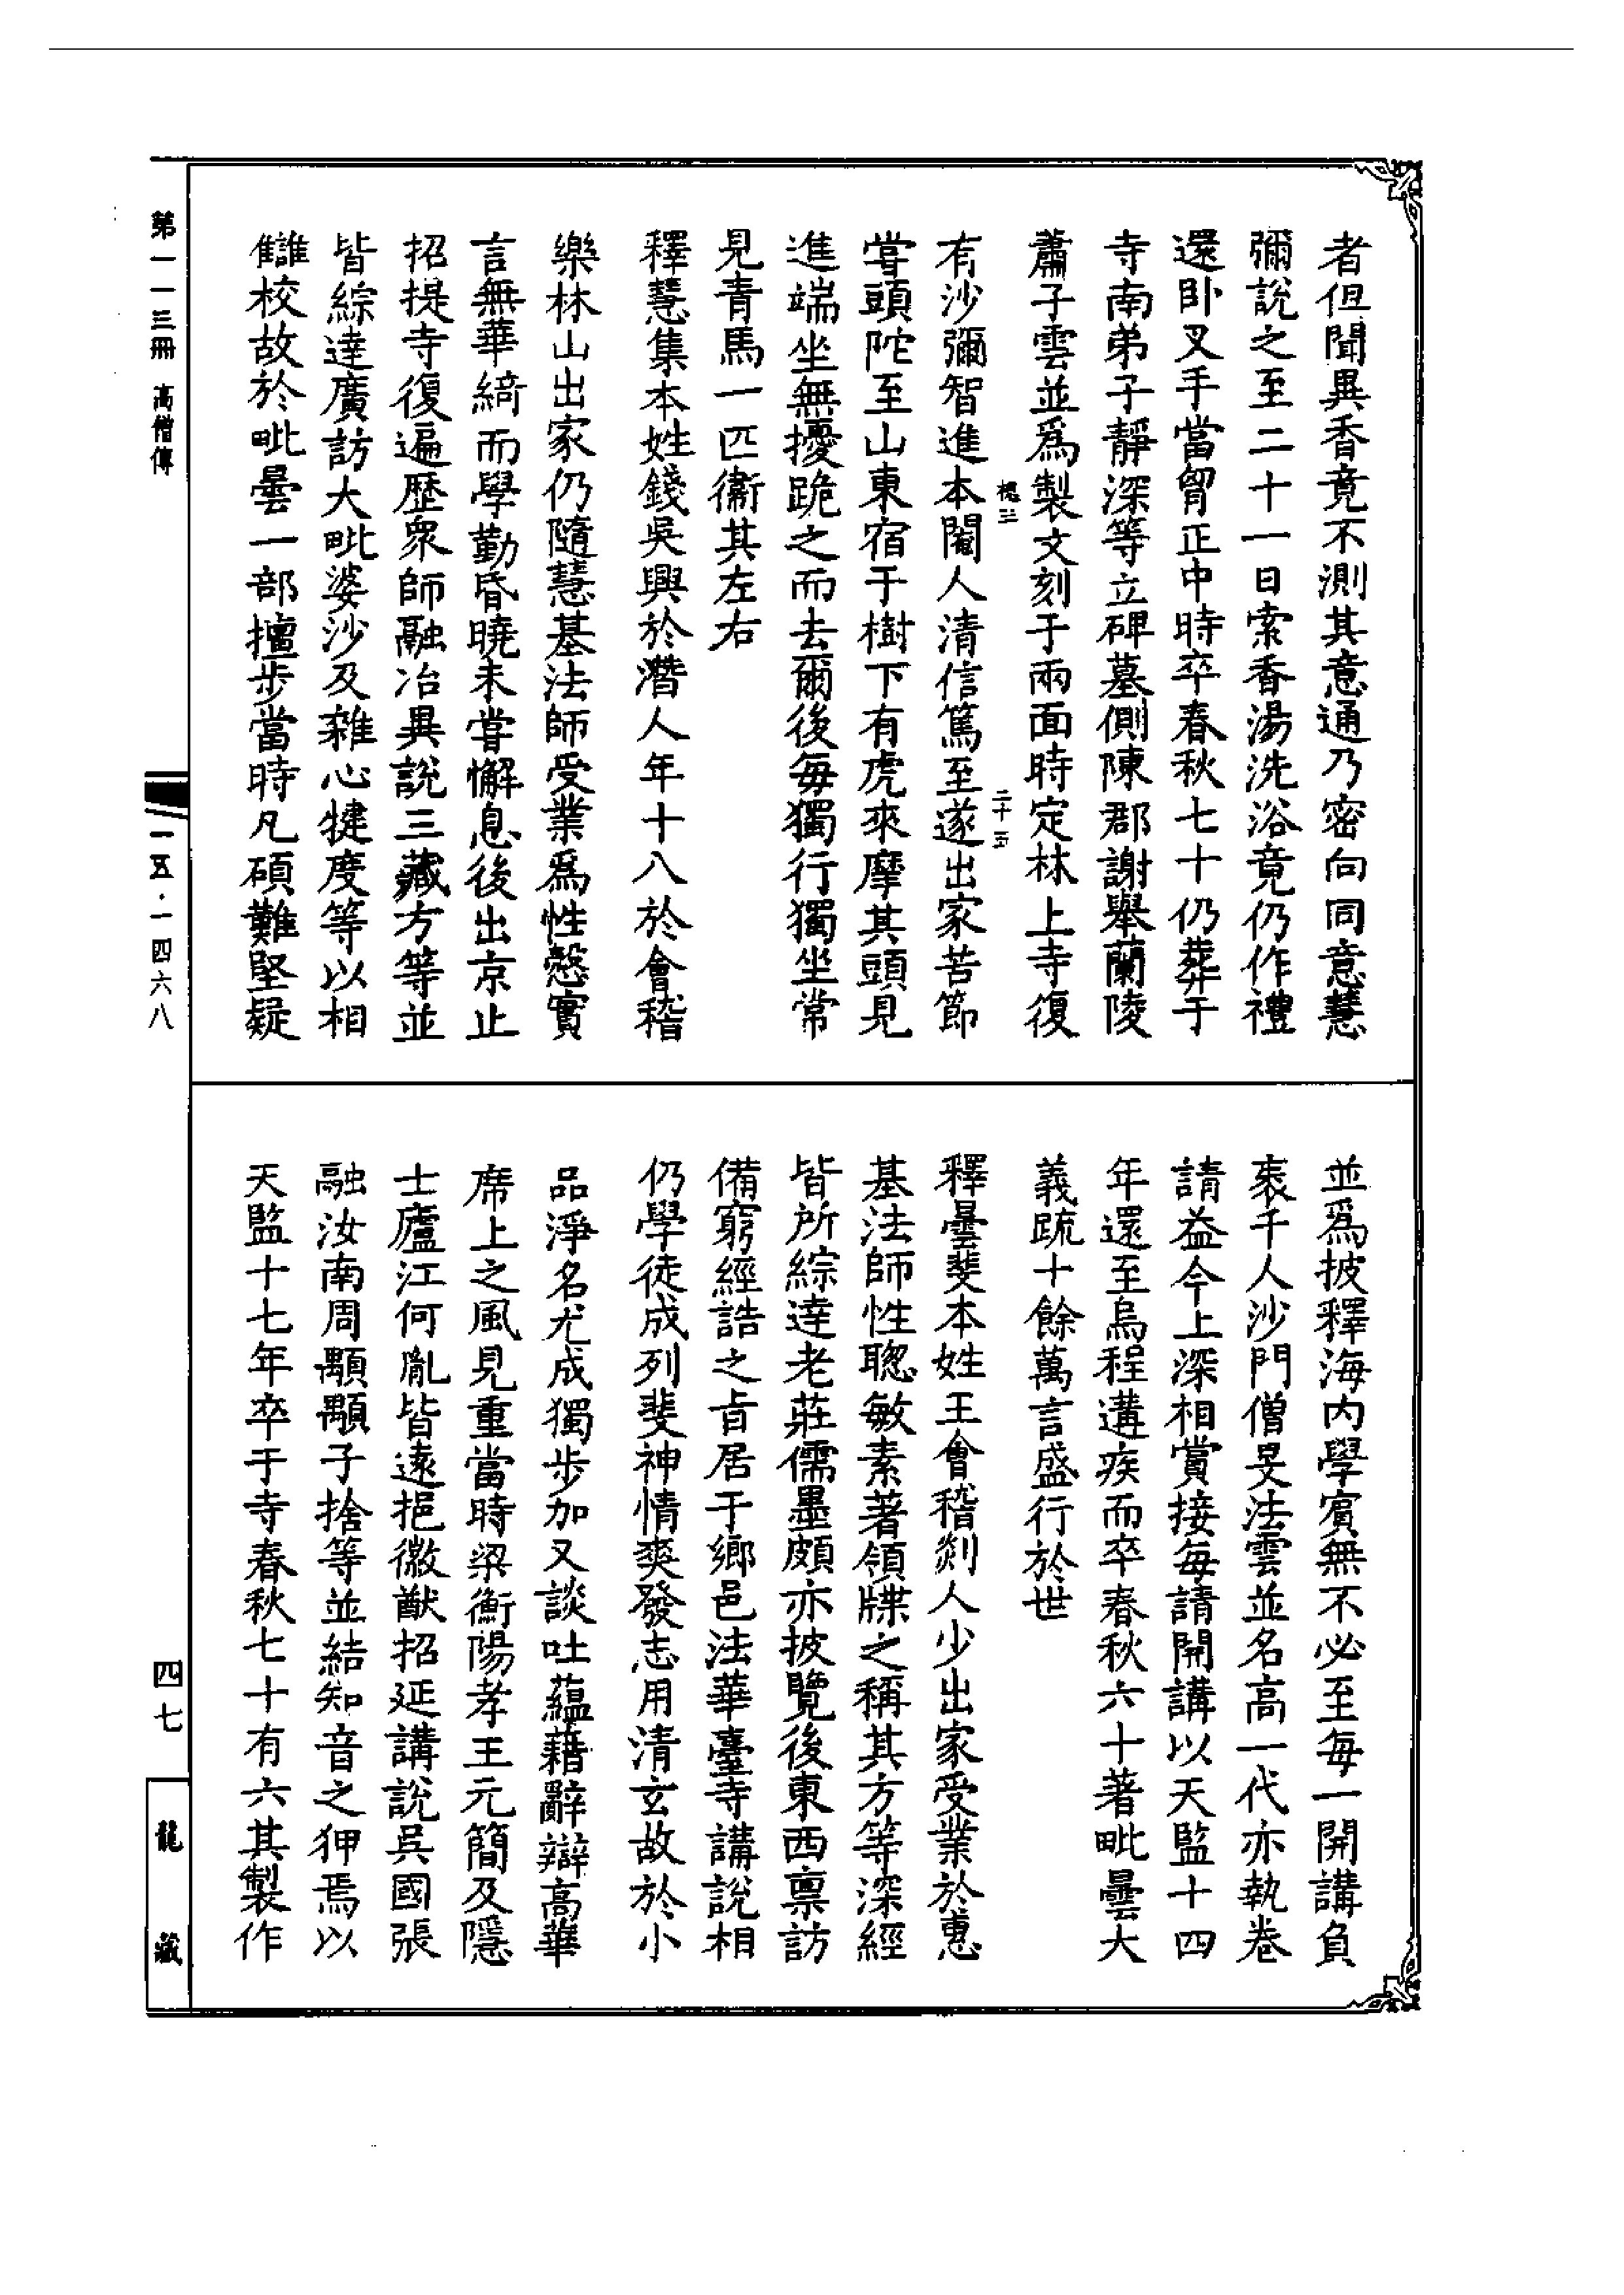 者但聞異香竟不測其意通乃密向同意慧
彌說之至二十一日索香湯洗浴竟仍作禮
還卧叉手當胷正中時卒春秋七十仍葬于
寺南弟子靜深等立碑墓側陳郡謝舉蘭陵
蕭子雲並爲製文刻于兩面時定林上寺復
二十五
有沙彌智進本閹人清信篤至遂出家苦節
甞頭陀至山東宿于樹下有虎來摩其頭見
進端坐無擾跪之而去爾後每獨行獨坐常
見青馬一匹衞其左右
釋慧集本姓錢吳興於潛人年十八於會稽
樂林山出家仍隨慧基法師受業爲性慤實
言無華綺而學勤昏曉未甞懈息後出京止
招提寺復遍歷衆師融冶異說三藏方等並
皆綜達廣訪大毗婆沙及雜心犍度等以相
讎校故於毗曇一部擅步當時凡碩難堅疑
並爲披釋海內學賓無不必至每一開講負
袠千人沙門僧旻法雲並名高一代亦執卷
請益今上深相賞接每請開講以天監十四
年還至烏程遘疾而卒春秋六十著毗曇大
義䟽十餘萬言盛行於世
釋曇斐本姓王會稽剡人少出家受業於惠
基法師性聰敏素著領牒之稱其方等深經
皆所綜達老莊儒墨頗亦披覽後東西稟訪
備窮經誥之旨居于鄉邑法華臺寺講說相
仍學徒成列斐神情爽發志用清玄故於小
品淨名尤成獨步加又談吐蘊藉辭辯高華
席上之風見重當時梁衡陽孝王元簡及隱
士廬江何胤皆遠挹徽猷招延講說吳國張
融汝南周顒顒子捨等並結知音之狎焉以
天監十七年卒于寺春秋七十有六其製作
第一一三冊 高僧傳
一五·一四六八
四七
龍藏